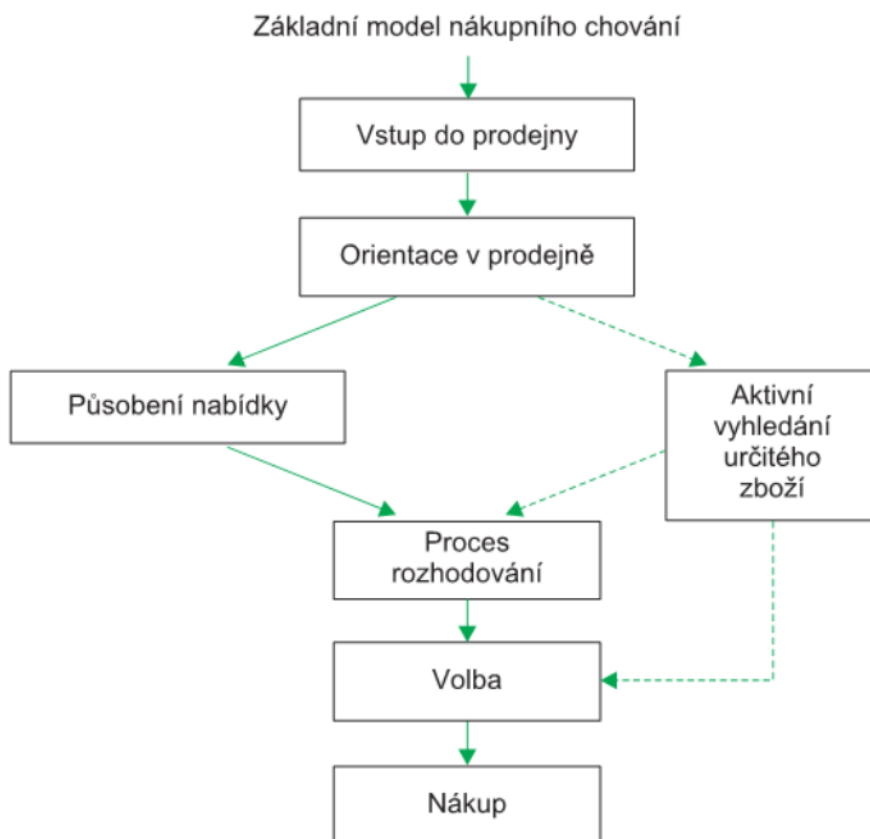 Základní model nákupního chování
Vstup do prodejny
Orientace v prodejně
Působení nabídky
Aktivní
vyhledání
určitého
zboží
Proces
rozhodování
Volba
Nákup